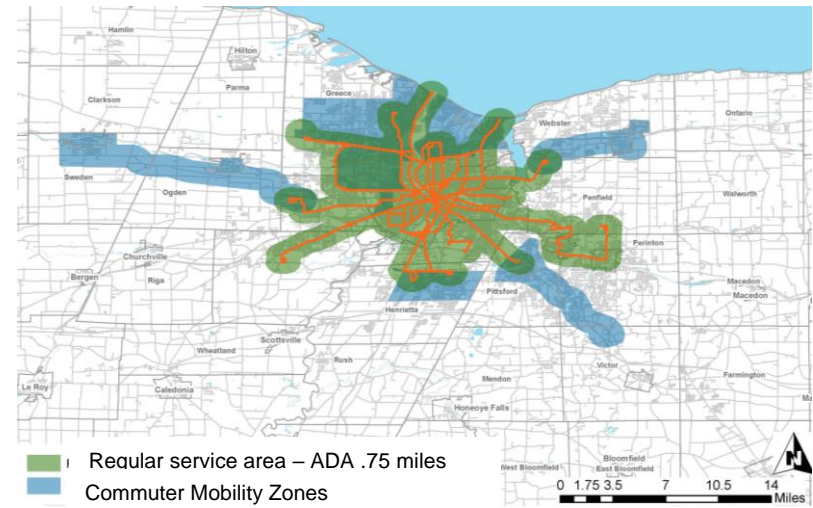 Hamlin
Hilton
Parma
Greece
Clarkson
Ontario
Webster
Sweden
Ogden
Penfield
Walworth
Churchville
Riga
Bergen
Perinton
Macedon
Macedon
Pittsford
Henrietta
Scottsville
Wheatland
Rush
Victor
Le Roy
Caledonia
Mendon
Farmington
Ma
Honeoye Falls
Bloomfield
West Bloomfield
East Bloomfield
N
Regular service area – ADA .75 miles
Commuter Mobility Zones
0 1.75 3.5 7 10.5 14
Miles